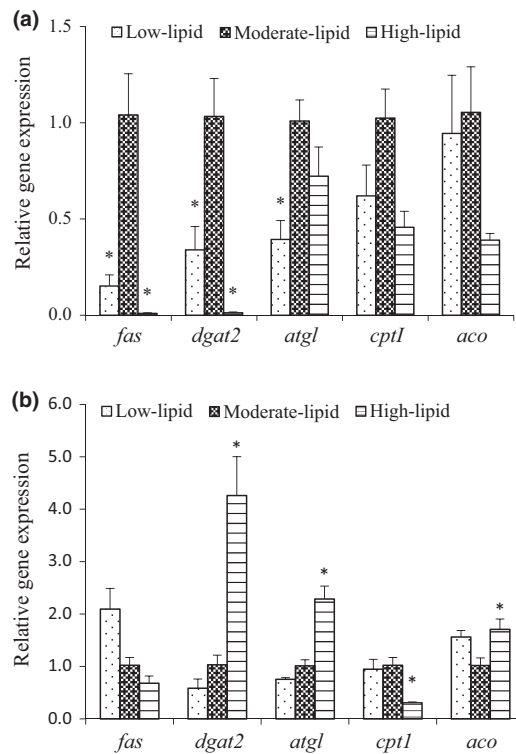 (a)
Low-lipid Moderate-lipid High-lipid
Relative gene expression
1.5
1.0
0.5
0.0
* * * * *
fas dgat2 atgl cptI aco
(b)
Low-lipid Moderate-lipid High-lipid
Relative gene expression
6.0
5.0
4.0
3.0
2.0
1.0
0.0
* * * *
fas dgat2 atgl cpt1 aco